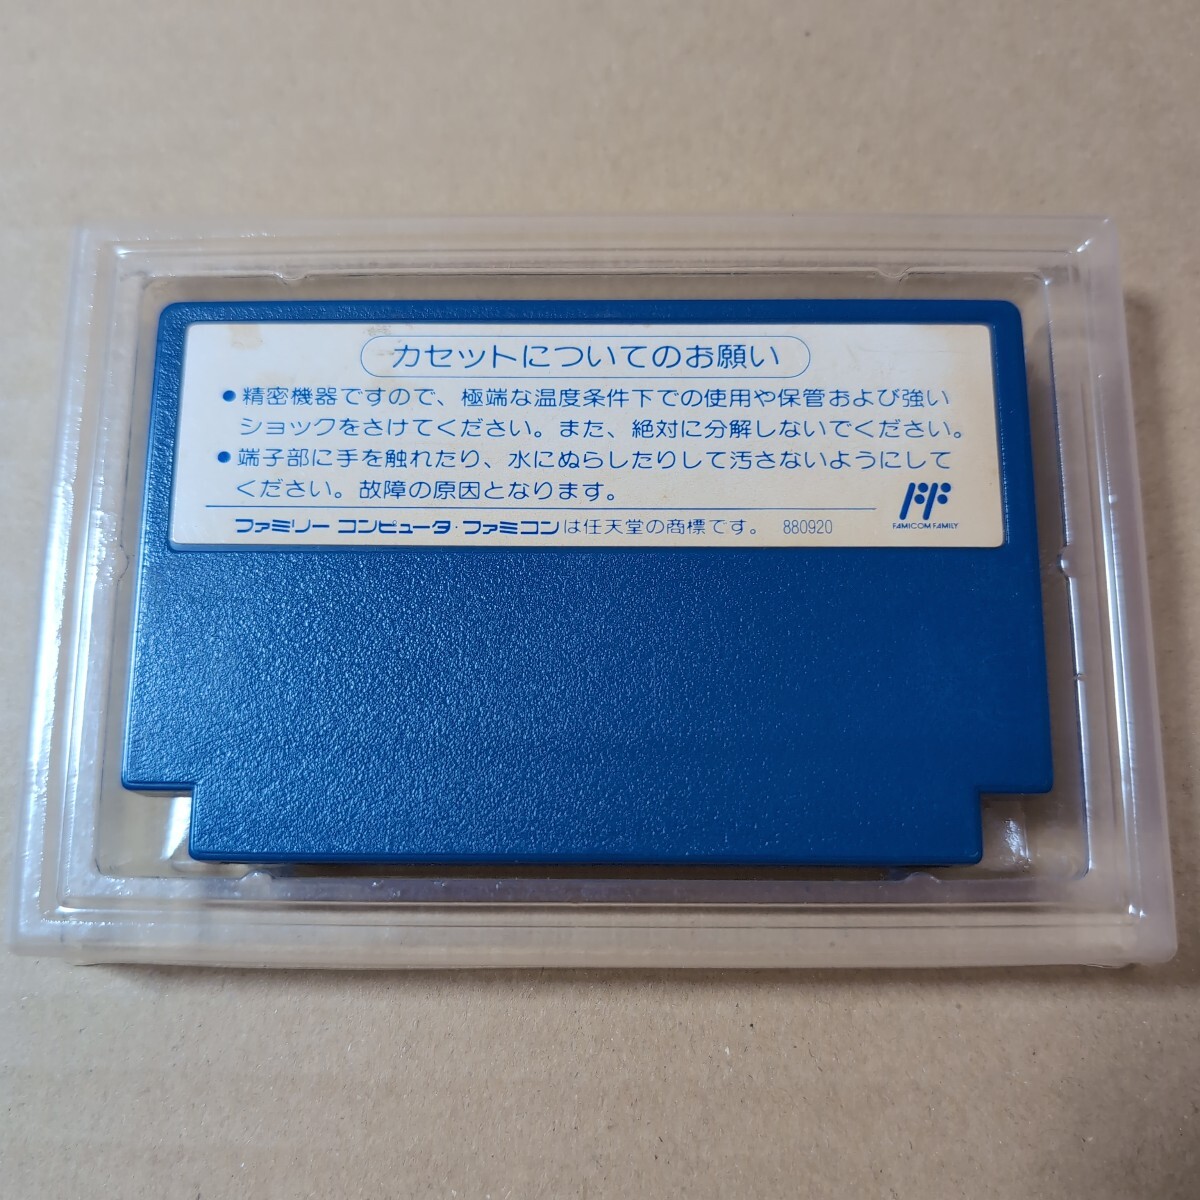 カセットについてのお願い
●精密機器ですので、極端な温度条件下での使用や保管および強い
ショックをさけてください。また、絶対に分解しないでください。
●端子部に手を触れたり、水にぬらしたりして汚さないようにして
ください。故障の原因となります。
FF
FAMICOM FAMILY
ファミリー コンピュータ・ファミコンは任天堂の商標です。 880920